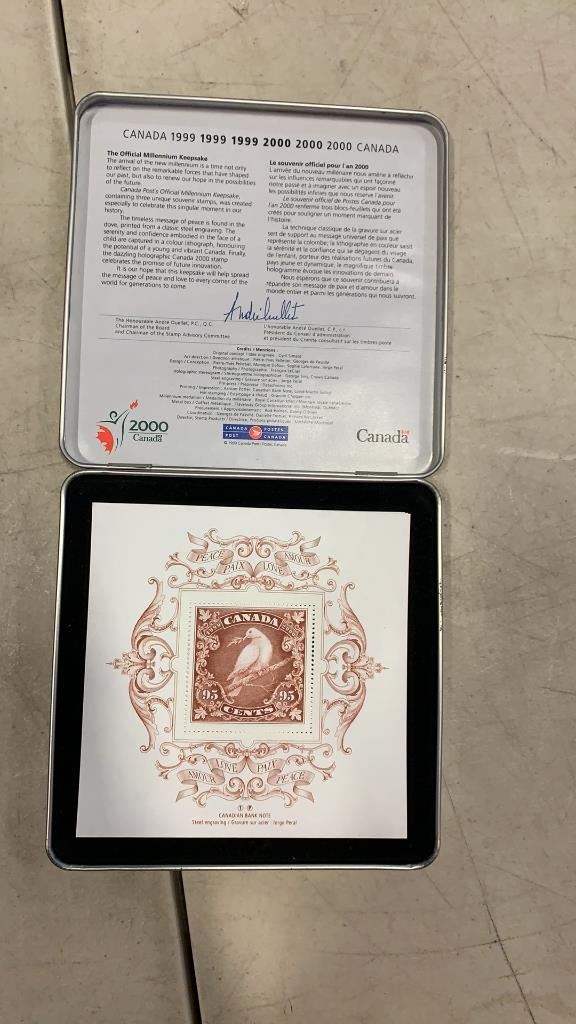 CANADA 1999 1999 1999 2000 2000 2000 CANADA
The Official Millennium Keepsake
The arrival of the new millennium is a time not only
to reflect on the remarkable forces that have shaped
our past, but also to renew our hope in the possibilities
of the future.
Canada Post's Official Millennium Keepsake,
containing three unique souvenir stamps, was created
especially to celebrate this singular moment in our
history.
The timeless message of peace is found in the
dove, printed from a classic steel engraving. The
serenity and confidence embodied in the face of a
child are captured in a colour lithograph, honouring
the potential of a young and vibrant Canada. Finally,
the dazzling holographic Canada 2000 stamp
celebrates the promise of future innovation.
It is our hope that this keepsake will help spread
the message of peace and love to every corner of the
world for generations to come.
Le souvenir officiel pour l'an 2000
L'arrivée du nouveau millénaire nous amène à réfléchir
sur les influences remarquables qui ont façonné
notre passé et à imaginer avec un espoir nouveau
les possibilités infinies que nous réserve l'avenir.
Le souvenir officiel de Postes Canada pour
l'an 2000 renferme trois blocs-feuillets qui ont été
créés pour souligner un moment marquant de
l'histoire.
La technique classique de la gravure sur acier
sert de support au message universel de paix que
représente la colombe; la lithographie en couleur saisit
la sérénité et la confiance qui se dégagent du visage
de l'enfant, porteur des réalisations futures du Canada,
pays jeune et dynamique; le magnifique timbre
hologramme évoque les innovations de demain.
Nous espérons que ce souvenir contribuera à
répandre son message de paix et d'amour dans le
monde entier et parmi les générations qui nous suivront.
André Ouellet
The Honourable André Ouellet, P.C., Q.C.
Chairman of the Board
and Chairman of the Stamp Advisory Committee
L'honorable André Ouellet, C.P., c.r.
Président du Conseil d'administration
et président du Comité consultatif sur les timbres-poste
Credits / Mentions :
2000
Canada
CANADA POSTES
POST CANADA
Canada
PEACE PAIX LOVE AMOUR
CANADA
1999 2000
95 95
CENTS
AMOUR LOVE PAIX PEACE
CANADIAN BANK NOTE
Steel engraving / Gravure sur acier : Jorge Peral